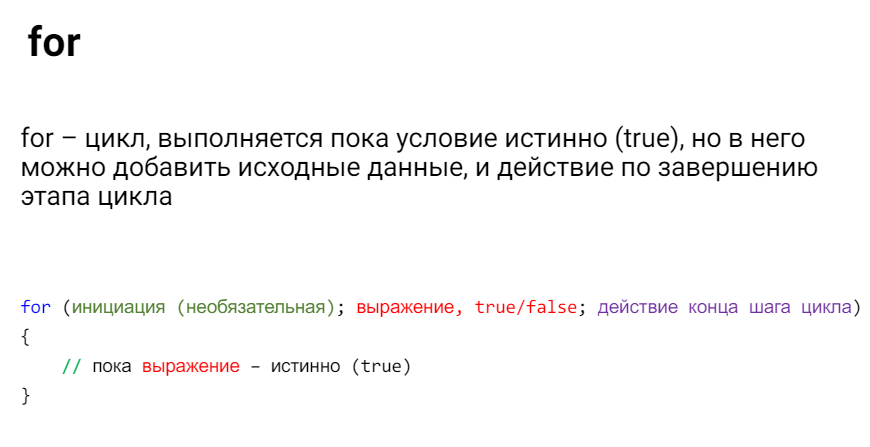 for
for – цикл, выполняется пока условие истинно (true), но в него
можно добавить исходные данные, и действие по завершению
этапа цикла
for (инициация (необязательная); выражение, true/false; действие конца шага цикла)
{
// пока выражение – истинно (true)
}